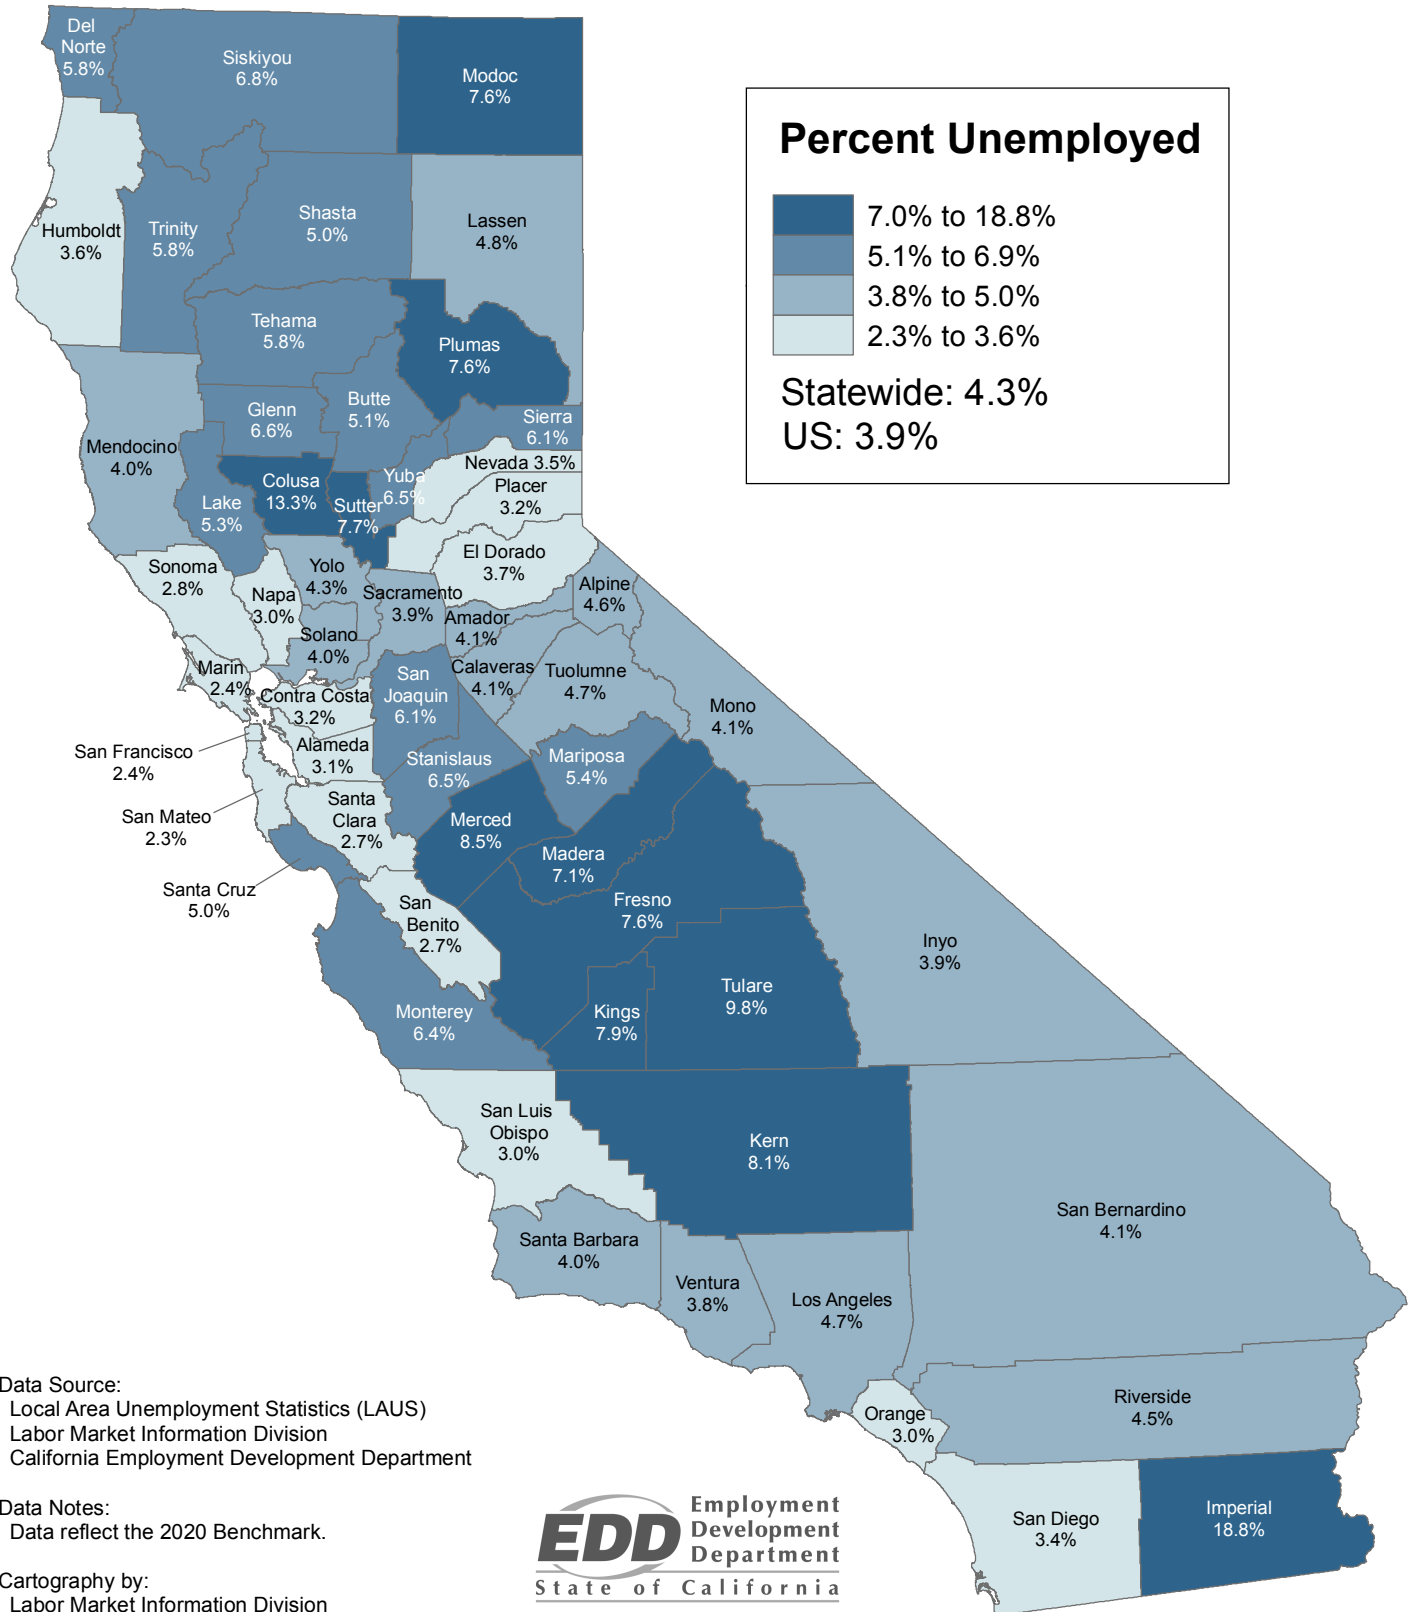 Del
Norte
5.8%
Siskiyou
6.8%
Modoc
7.6%
Percent Unemployed
7.0% to 18.8%
5.1% to 6.9%
3.8% to 5.0%
2.3% to 3.6%
Statewide: 4.3%
US: 3.9%
Humboldt
3.6%
Trinity
5.8%
Shasta
5.0%
Lassen
4.8%
Tehama
5.8%
Plumas
7.6%
Mendocino
4.0%
Glenn
6.6%
Butte
5.1%
Sierra
6.1%
Nevada 3.5%
Placer
3.2%
Lake
5.3%
Colusa
13.3%
Sutter
7.7%
Yuba
6.5%
El Dorado
3.7%
Sonoma
2.8%
Napa
3.0%
Yolo
4.3%
Sacramento
3.9%
Amador
4.1%
Alpine
4.6%
Solano
4.0%
Marin
2.4%
Contra Costa
3.2%
San
Joaquin
6.1%
Calaveras
4.1%
Tuolumne
4.7%
Mono
4.1%
San Francisco
2.4%
Alameda
3.1%
Stanislaus
6.5%
Mariposa
5.4%
San Mateo
2.3%
Santa
Clara
2.7%
Merced
8.5%
Madera
7.1%
Santa Cruz
5.0%
San
Benito
2.7%
Fresno
7.6%
Inyo
3.9%
Monterey
6.4%
Kings
7.9%
Tulare
9.8%
San Luis
Obispo
3.0%
Kern
8.1%
San Bernardino
4.1%
Santa Barbara
4.0%
Ventura
3.8%
Los Angeles
4.7%
Orange
3.0%
Riverside
4.5%
San Diego
3.4%
Imperial
18.8%
Data Source:
Local Area Unemployment Statistics (LAUS)
Labor Market Information Division
California Employment Development Department
Data Notes:
Data reflect the 2020 Benchmark.
Cartography by:
Labor Market Information Division
EDD
Employment
Development
Department
State of California